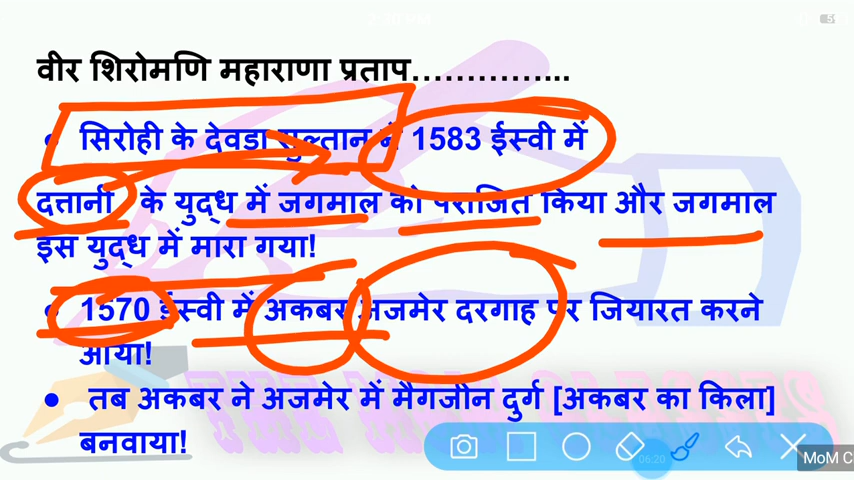 वीर शिरोमणि महाराणा प्रताप……………...
● सिरोही के देवडा सुल्तान ने 1583 ईस्वी में
दत्तानी के युद्ध में जगमाल को पराजित किया और जगमाल
इस युद्ध में मारा गया!
● 1570 ईस्वी में अकबर अजमेर दरगाह पर जियारत करने
आया!
● तब अकबर ने अजमेर में मैगजीन दुर्ग [अकबर का किला]
बनवाया!
06:20
MoM C